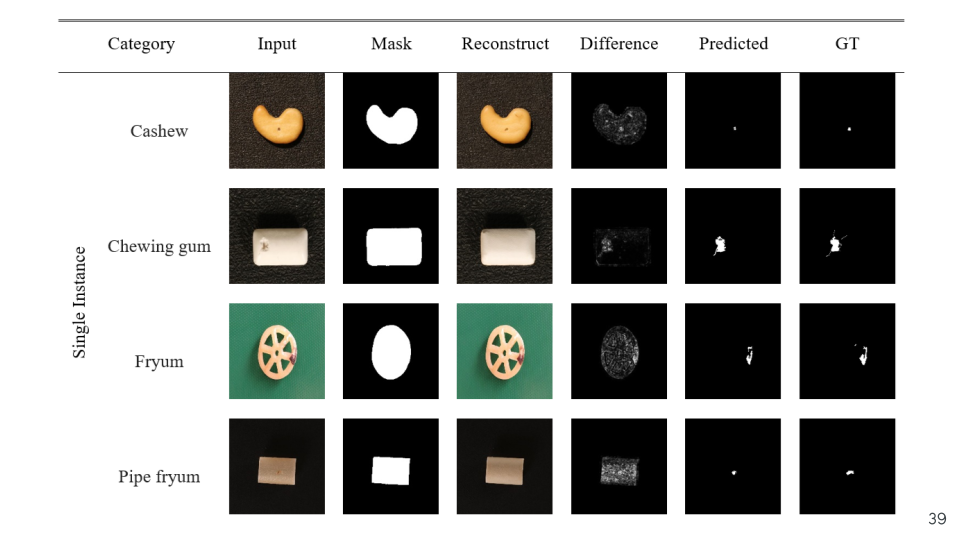 Category Input Mask Reconstruct Difference Predicted GT
Single Instance
Cashew
Chewing gum
Fryum
Pipe fryum
39